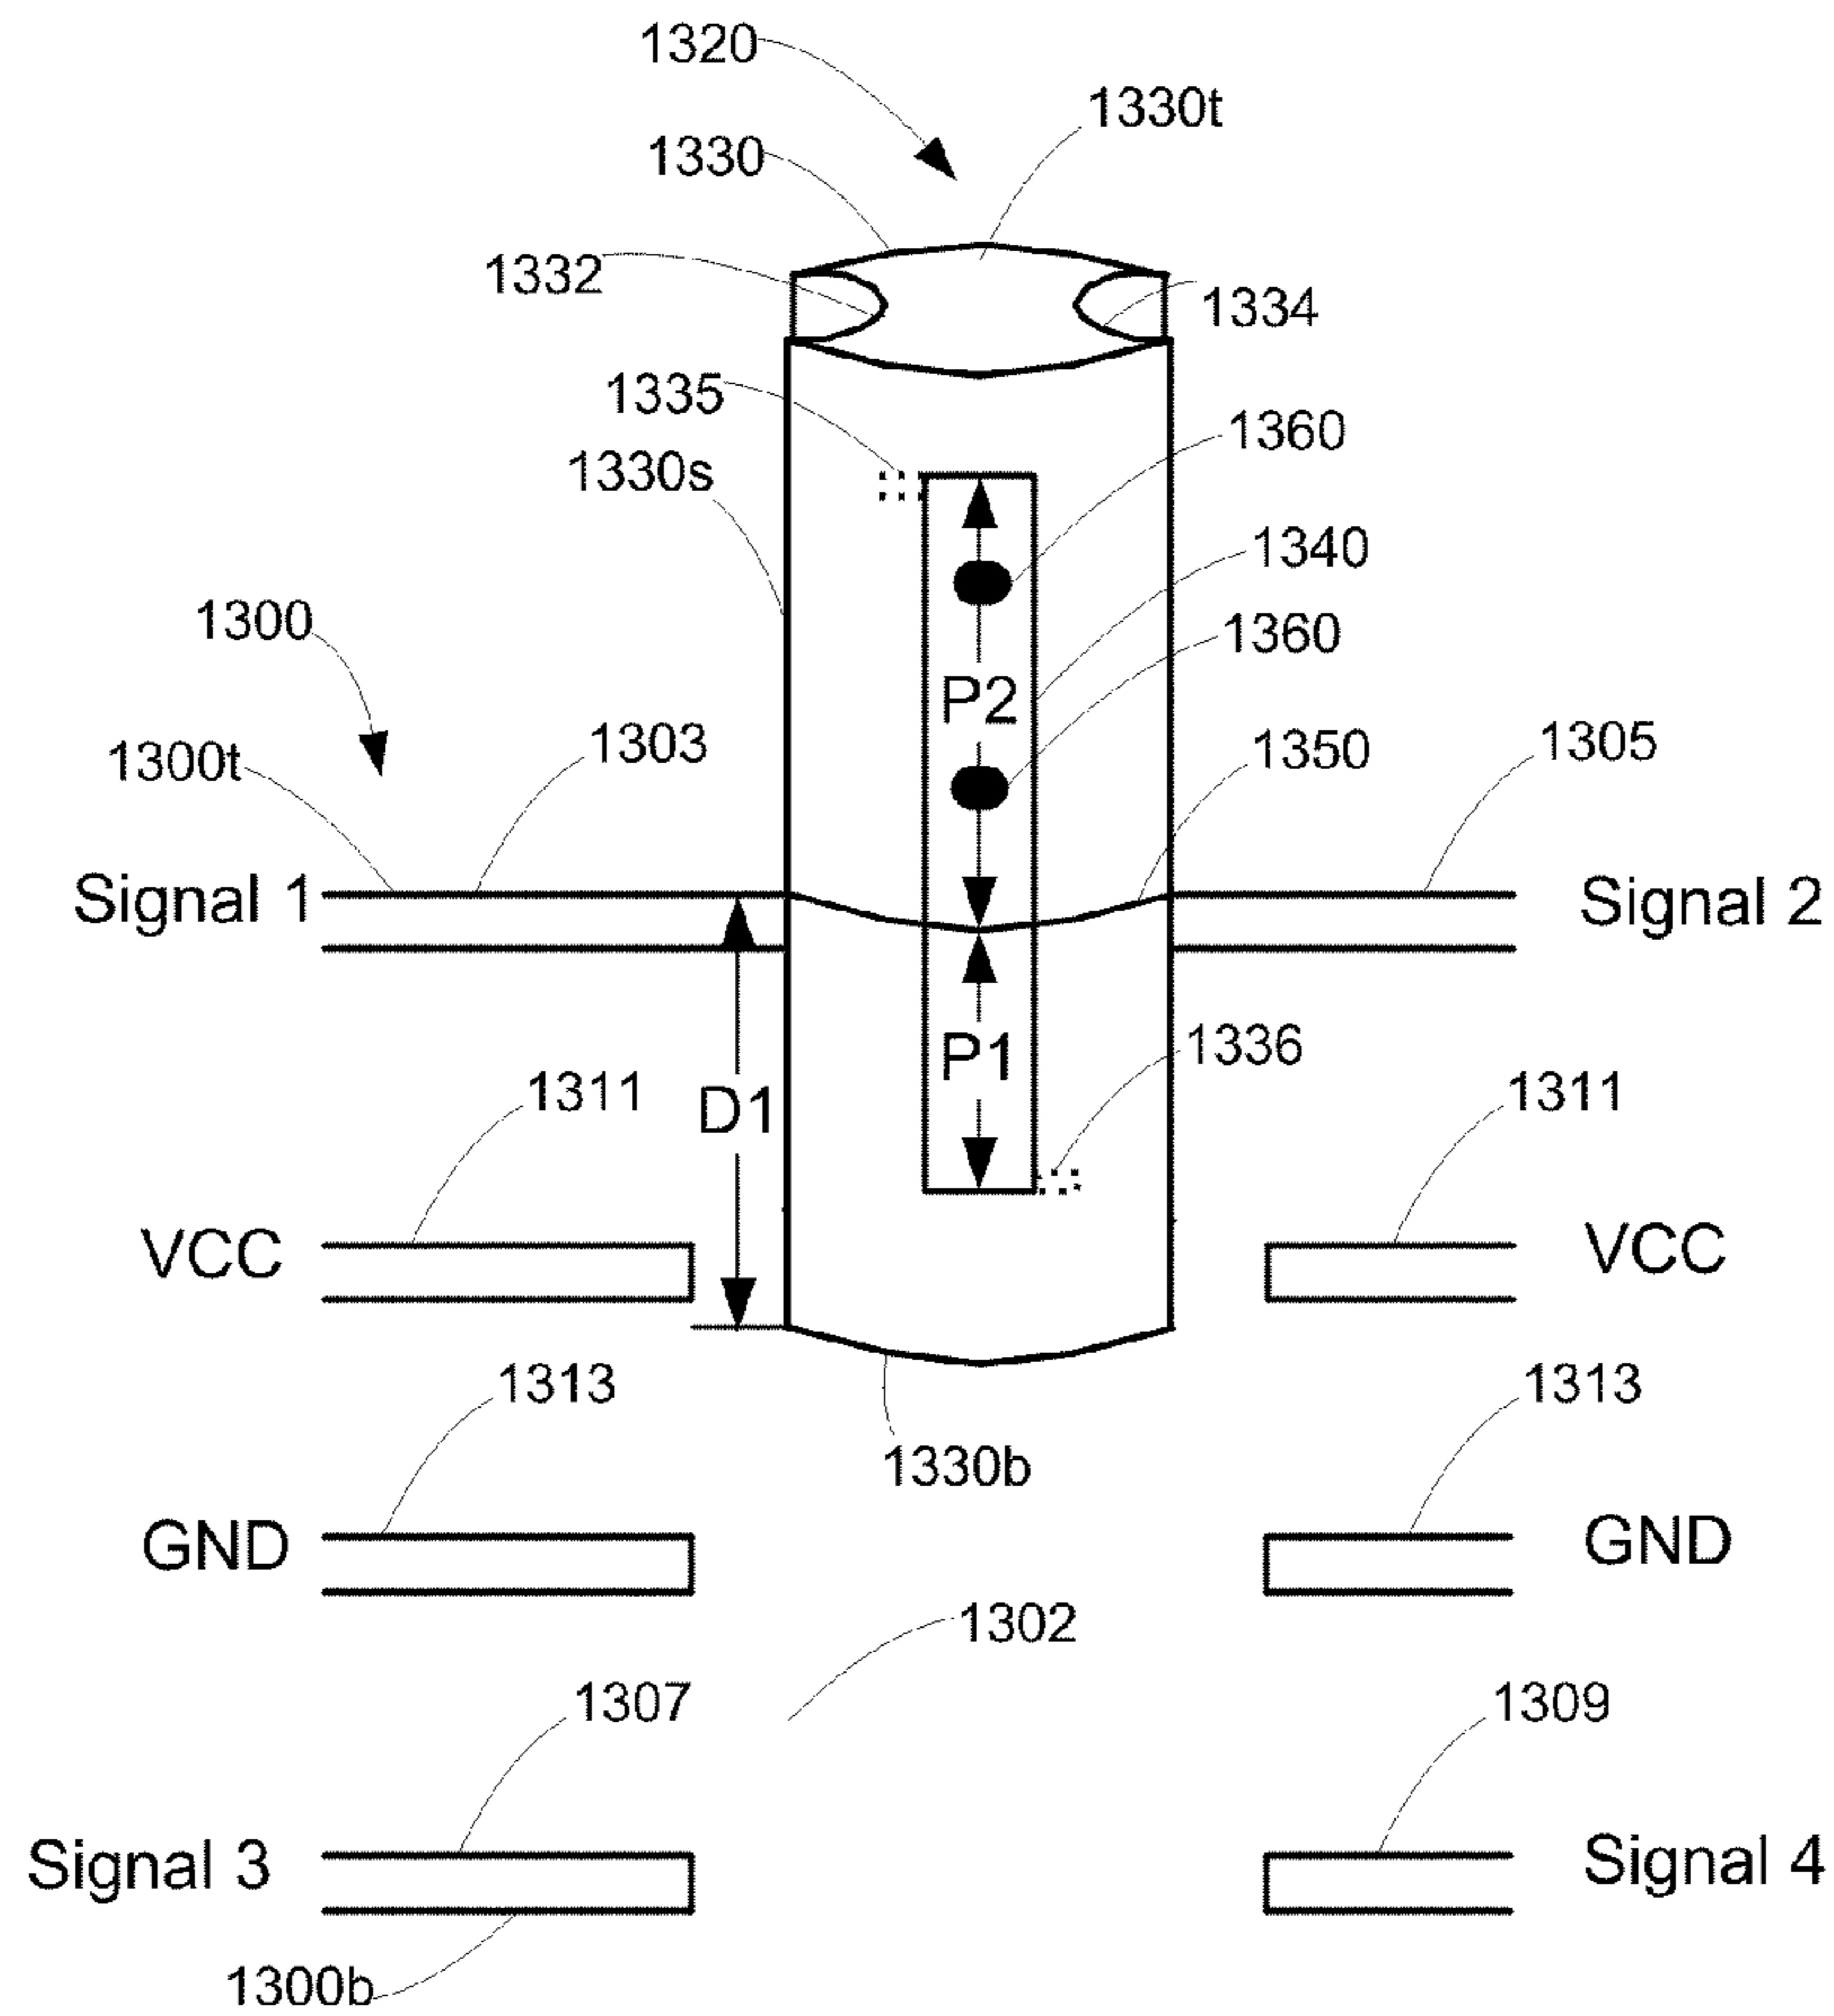 1320
1330t
1330
1332
1334
1335
1360
1330s
1340
1300
1360
P2
1303
1350
1305
1300t
Signal 1
Signal 2
1336
P1
1311
D1
1311
VCC
VCC
1313
1313
1330b
GND
GND
1302
1307
1309
Signal 3
Signal 4
1300b